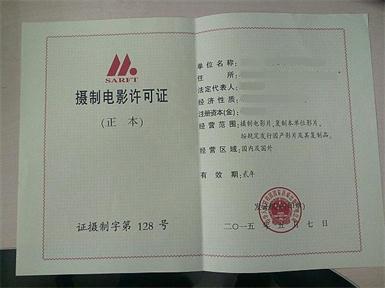 SARFT
摄制电影许可证
(正 本)
证摄制字第 128 号
单位名称:
住 所:
法定代表人:
经济性质:
注册资本(金):
经营范围: 摄制电影片,复制本单位影片,
按规定发行国产影片及其复制品。
经营区域: 国内及国外
有 效 期: 贰年
二〇一五 年 五 月 七 日